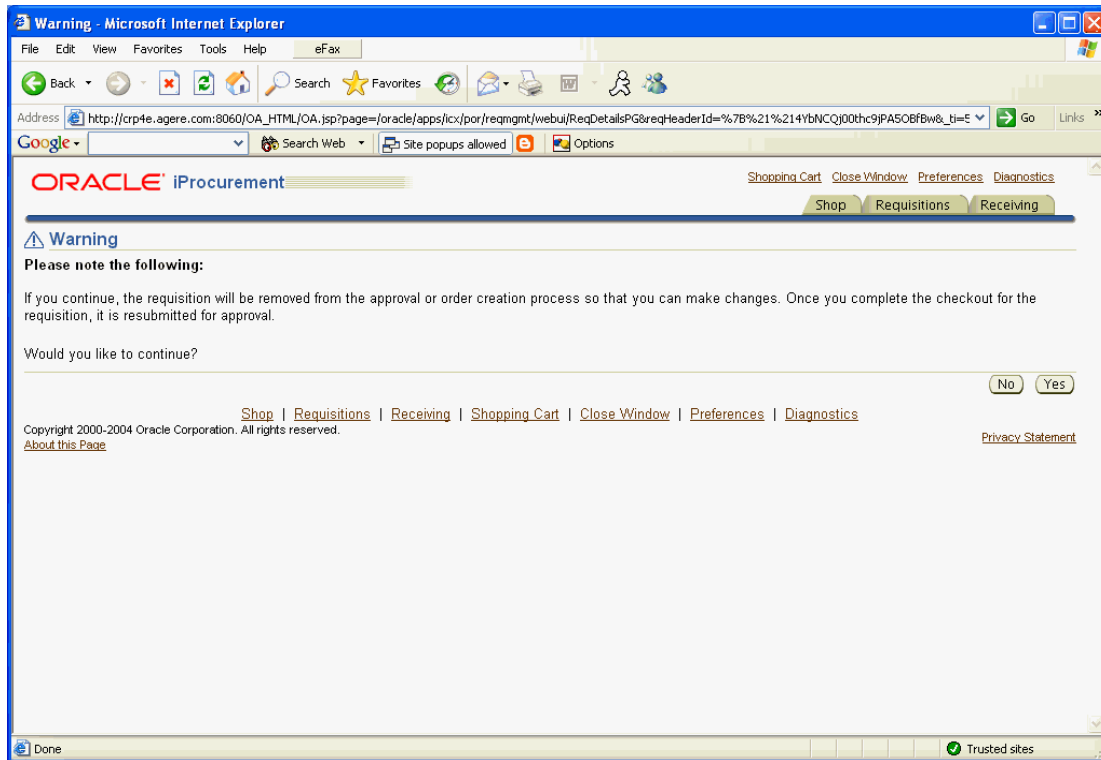 Warning - Microsoft Internet Explorer
File Edit View Favorites Tools Help eFax
Back Search Favorites
Address http://crp4e.agere.com:8060/OA_HTML/OA.jsp?page=/oracle/apps/icx/por/reqmgmt/webui/ReqDetailsPG&reqHeaderId=%7B%21%214YbNCQj00thc9jPA5OBfBw&_ti=5 Go Links »
Google Search Web Site popups allowed Options
ORACLE iProcurement
Shopping Cart Close Window Preferences Diagnostics
Shop Requisitions Receiving
Warning
Please note the following:
If you continue, the requisition will be removed from the approval or order creation process so that you can make changes. Once you complete the checkout for the
requisition, it is resubmitted for approval.
Would you like to continue?
No Yes
Shop | Requisitions | Receiving | Shopping Cart | Close Window | Preferences | Diagnostics
Copyright 2000-2004 Oracle Corporation. All rights reserved.
About this Page
Privacy Statement
Done Trusted sites